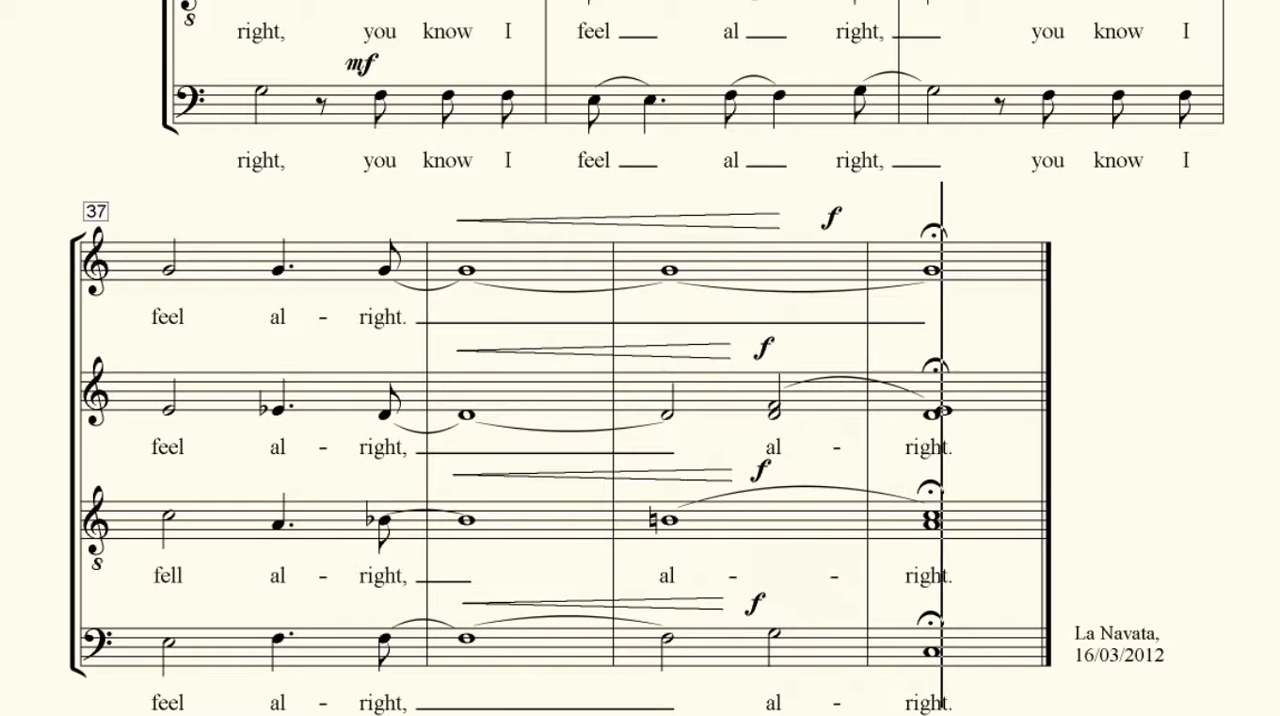 8
right, you know I feel al right, you know I
mf
right, you know I feel al right, you know I
37
f
feel al - right.
f
feel al - right, al - right.
f
8
fell al - right, al - - right.
f
La Navata,
16/03/2012
feel al - right, al - right.